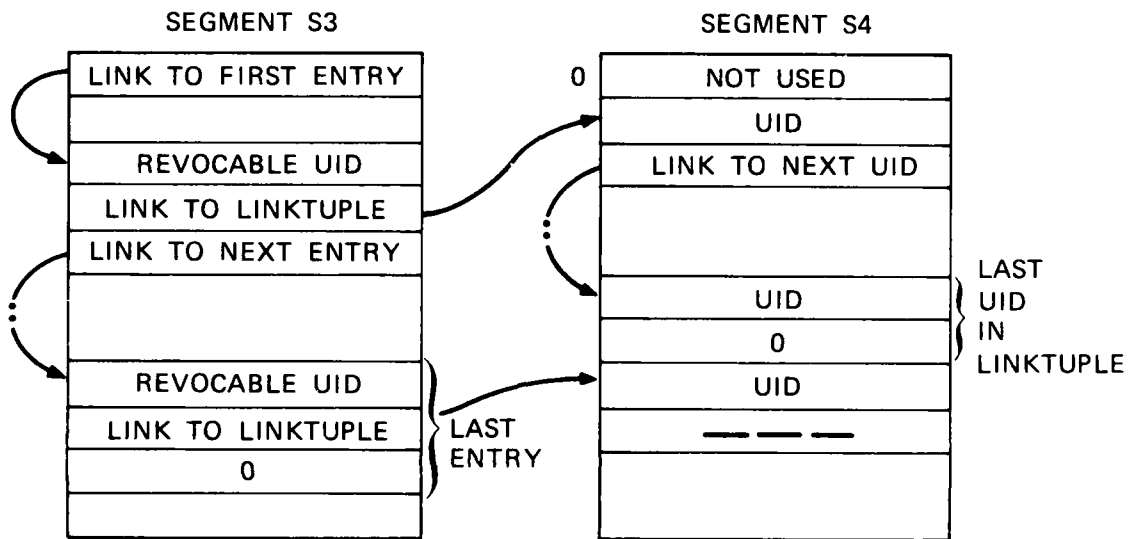 SEGMENT S3
LINK TO FIRST ENTRY
REVOCABLE UID
LINK TO LINKTUPLE
LINK TO NEXT ENTRY
REVOCABLE UID
LINK TO LINKTUPLE
0
LAST
ENTRY
SEGMENT S4
0
NOT USED
UID
LINK TO NEXT UID
UID
0
UID
LAST
UID
IN
LINKTUPLE